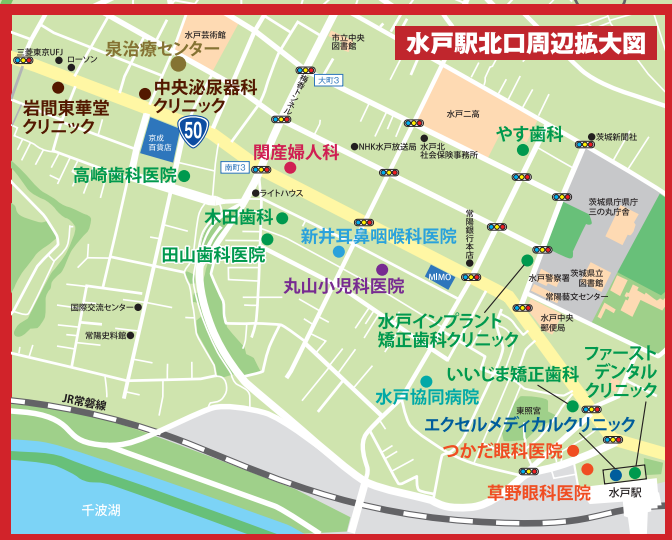 水戸駅北口周辺拡大図
三菱東京UFJ
ローソン
泉治療センター
水戸芸術館
市立中央
図書館
梅香トンネル
大町3
岩間東華堂
クリニック
中央泌尿器科
クリニック
50
京成
百貨店
水戸二高
NHK水戸放送局
水戸北
社会保険事務所
やす歯科
茨城新聞社
関産婦人科
南町3
高崎歯科医院
ライトハウス
茨城県庁県庁
三の丸庁舎
木田歯科
新井耳鼻咽喉科医院
常陽銀行本店
田山歯科医院
丸山小児科医院
MIMO
水戸警察署
茨城県立
図書館
常陽藝文センター
国際交流センター
水戸インプラント
矯正歯科クリニック
水戸中央
郵便局
常陽史料館
ファースト
デンタル
クリニック
いいじま矯正歯科
水戸協同病院
JR常磐線
東照宮
エクセルメディカルクリニック
つかだ眼科医院
草野眼科医院
水戸駅
千波湖